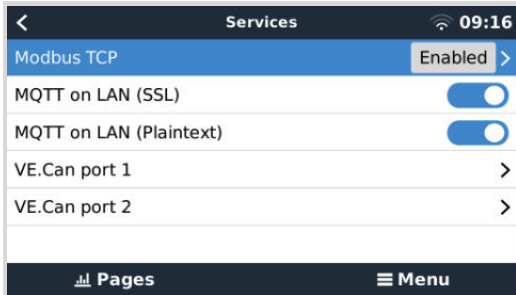 Services 09:16
Modbus TCP Enabled
MQTT on LAN (SSL)
MQTT on LAN (Plaintext)
VE.Can port 1
VE.Can port 2
Pages Menu